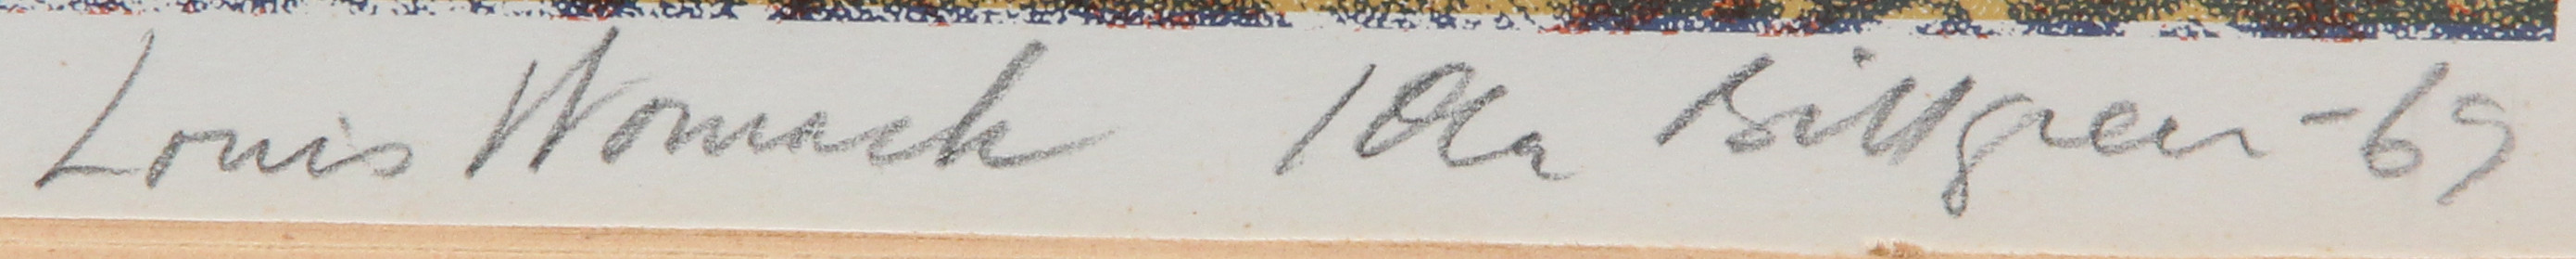 Louis Womack / Ola Billgren -69